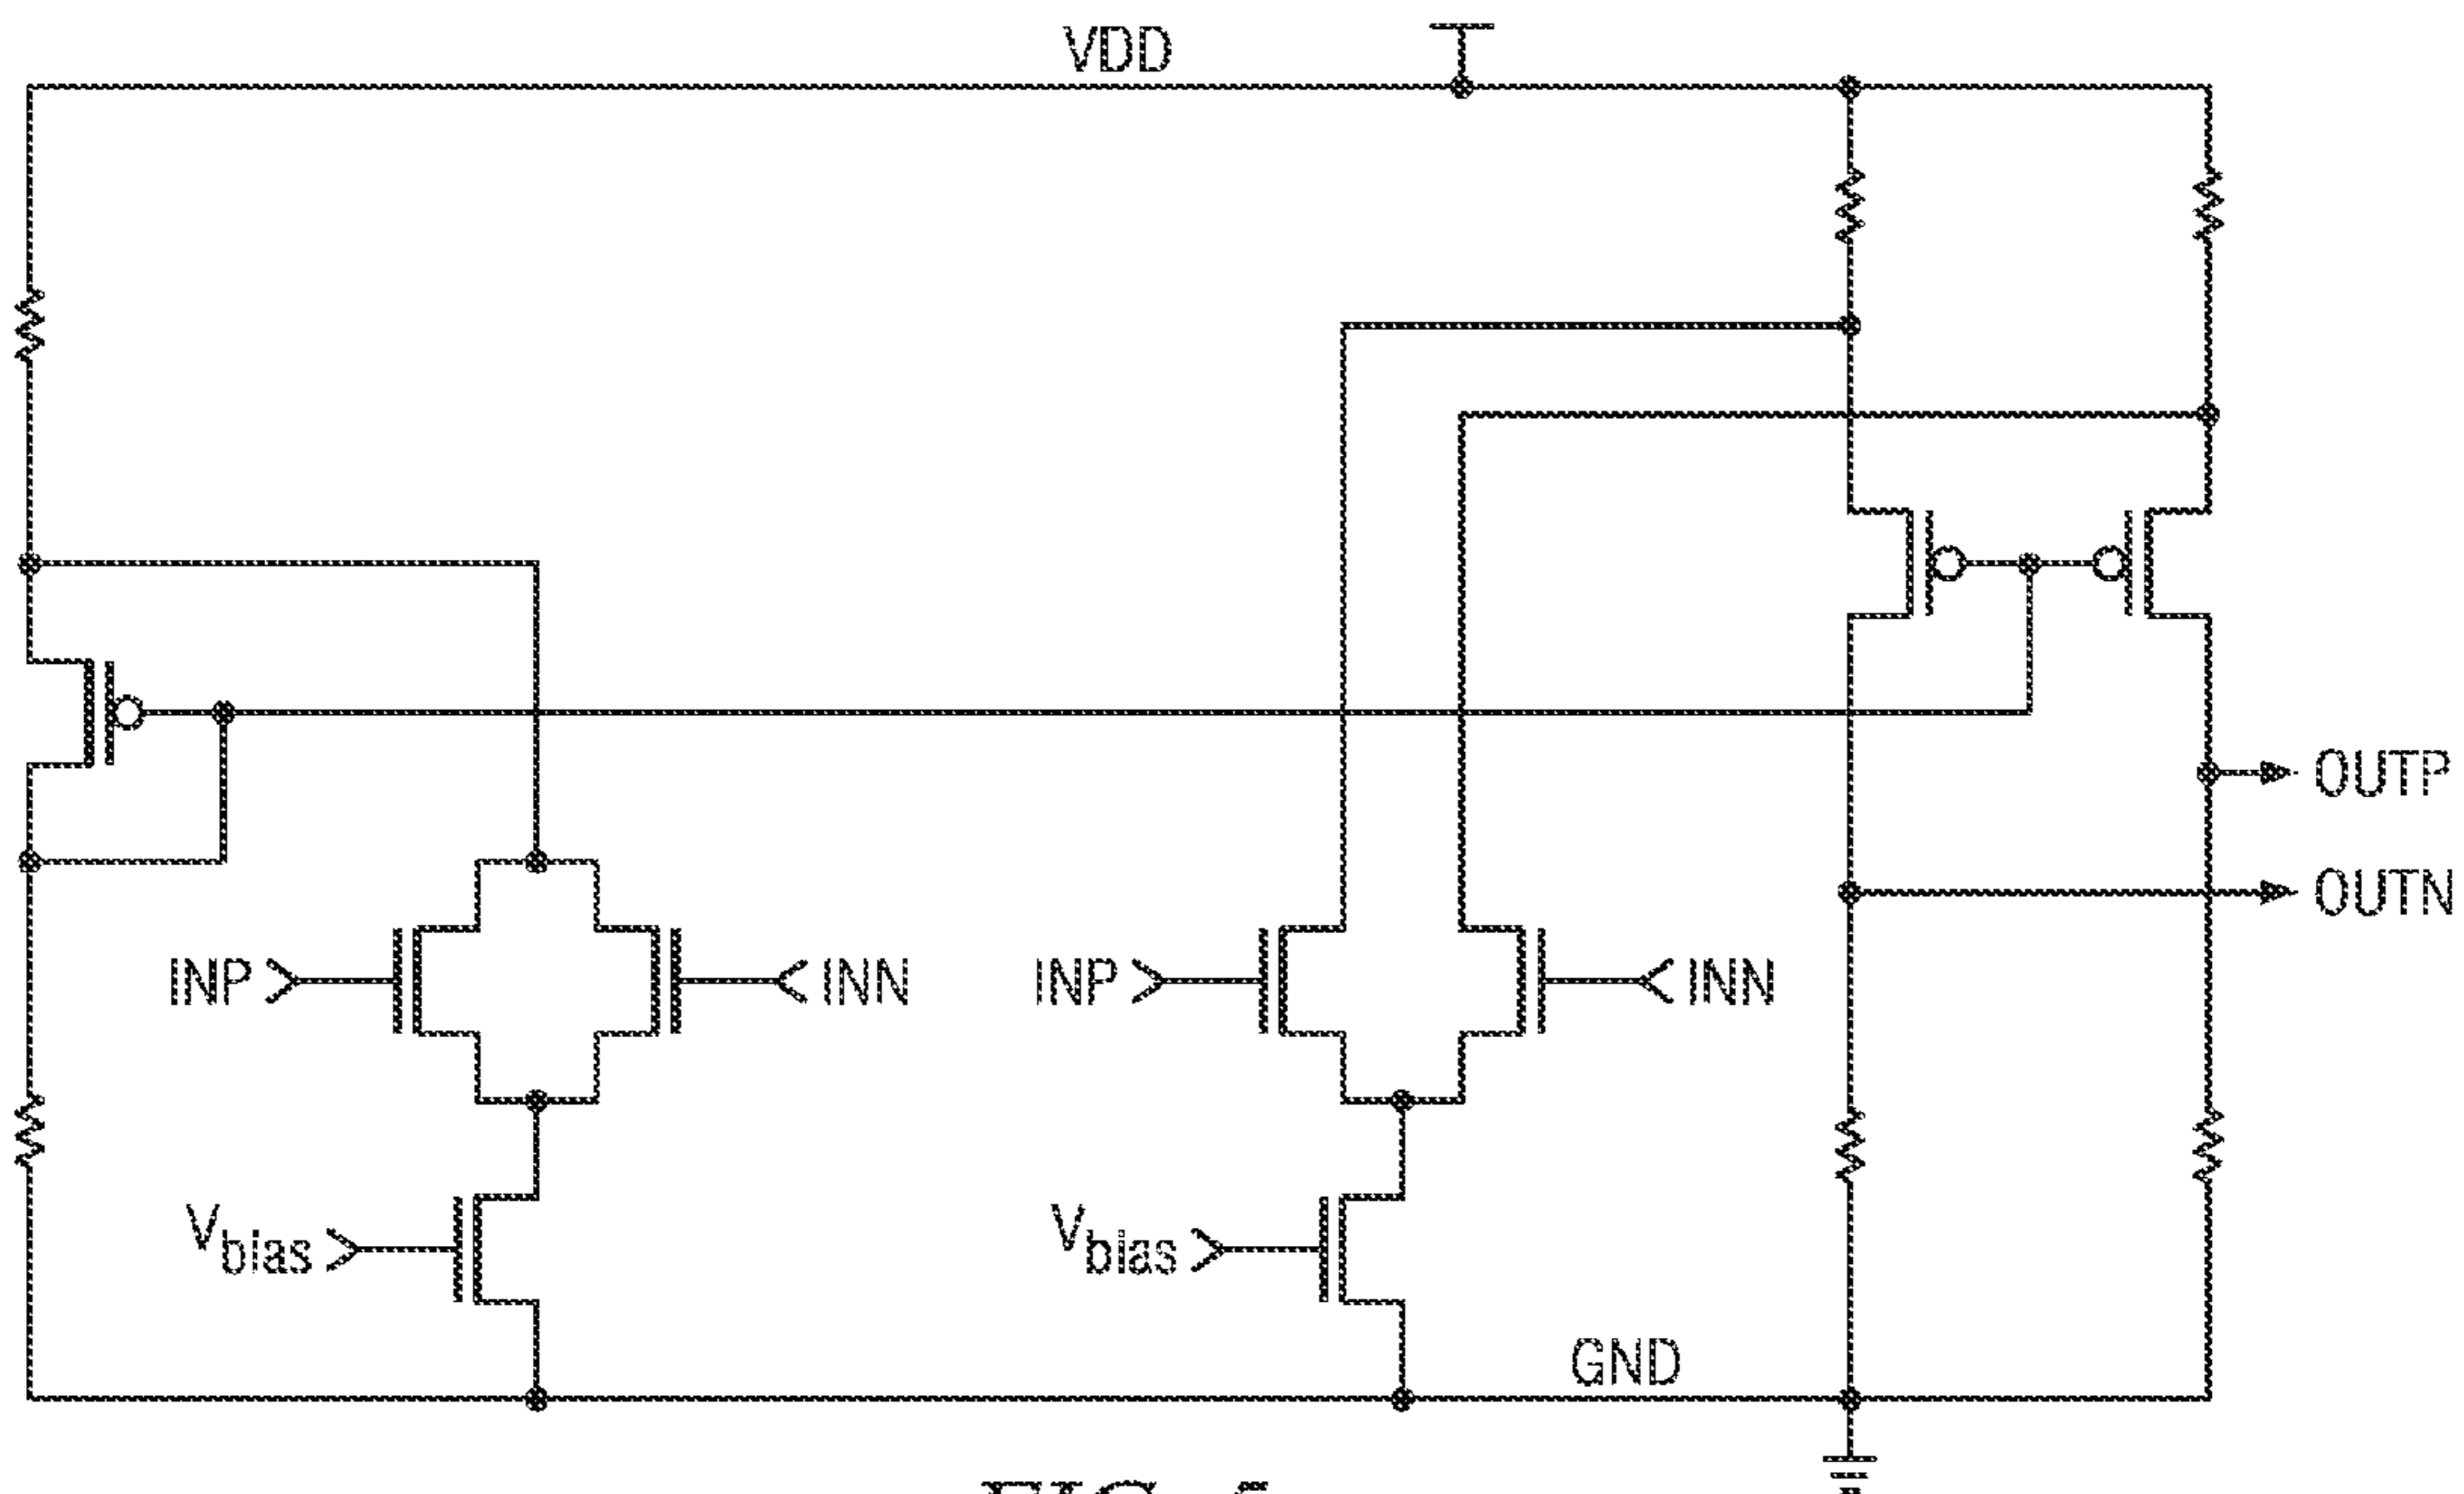 VDD
OUTP
OUTN
INP
INN
INP
INN
Vbias
Vbias
GND